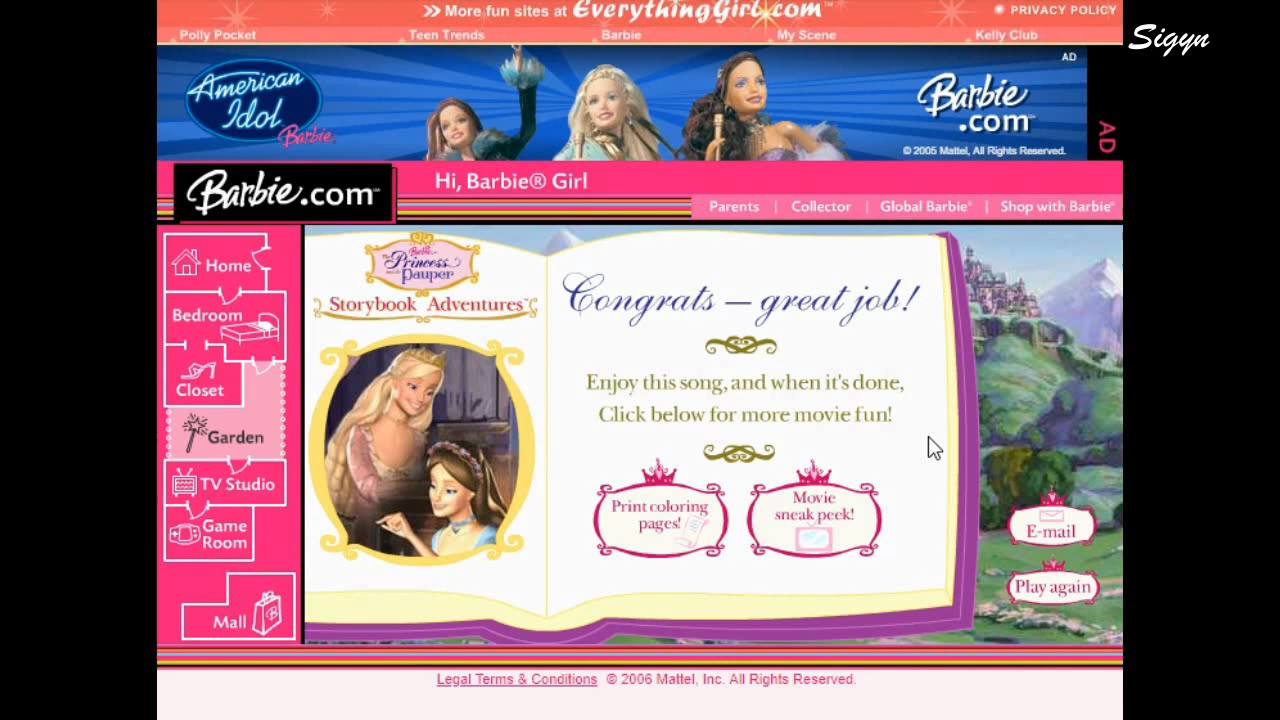 >> More fun sites at EverythingGirl.com™
PRIVACY POLICY
Polly Pocket
Teen Trends
Barbie
My Scene
Kelly Club
Sigyn
American Idol
Barbie
AD
Barbie.com
© 2005 Mattel, All Rights Reserved.
AD
Barbie.com
Hi, Barbie® Girl
Parents | Collector | Global Barbie® | Shop with Barbie®
Home
Bedroom
Closet
Garden
TV Studio
Game
Room
Mall
Barbie
The Princess
and the Pauper
Storybook Adventures™
Congrats – great job!
Enjoy this song, and when it's done,
Click below for more movie fun!
Print coloring
pages!
Movie
sneak peek!
E-mail
Play again
Legal Terms & Conditions © 2006 Mattel, Inc. All Rights Reserved.